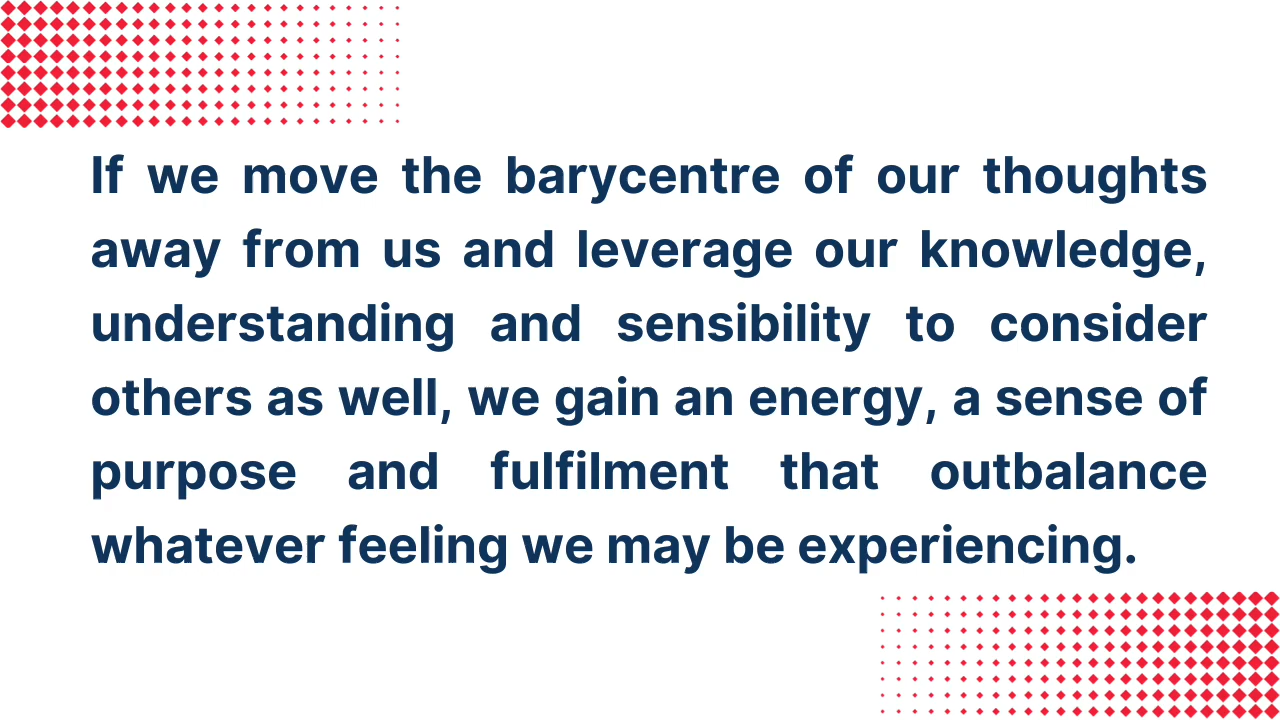 If we move the barycentre of our thoughts
away from us and leverage our knowledge,
understanding and sensibility to consider
others as well, we gain an energy, a sense of
purpose and fulfilment that outbalance
whatever feeling we may be experiencing.